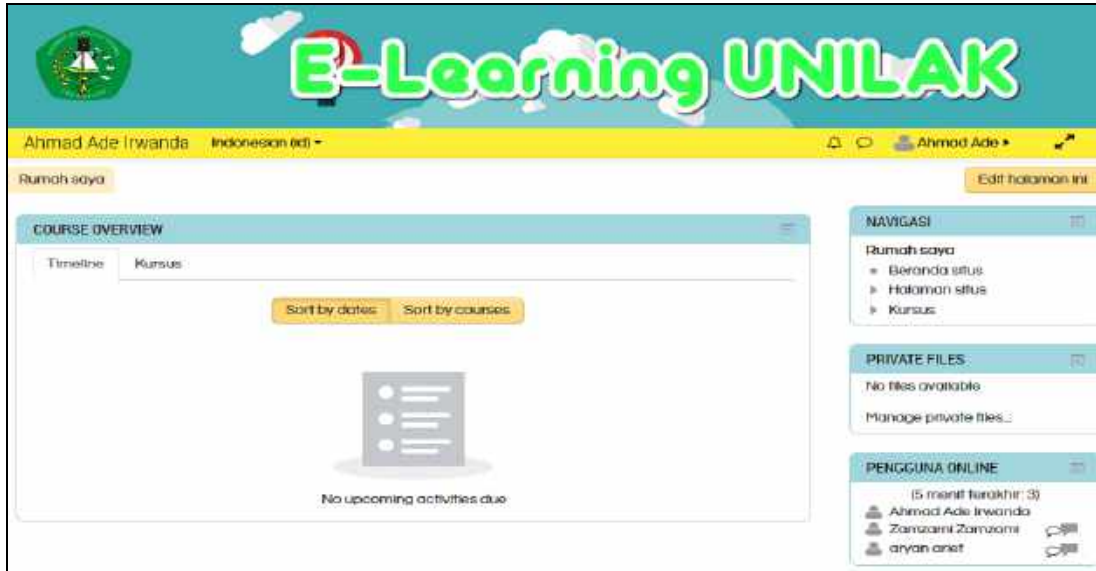 E-Learning UNILAK
Ahmad Ade Irwanda Indonesian (id)
Ahmad Ade
Rumah saya
Edit halaman ini
COURSE OVERVIEW
Timeline Kursus
Sort by dates Sort by courses
No upcoming activities due
NAVIGASI
Rumah saya
Beranda situs
Halaman situs
Kursus
PRIVATE FILES
No files available
Manage private files...
PENGGUNA ONLINE
(5 menit terakhir: 3)
Ahmad Ade Irwanda
Zamzami Zamzami
aryan arief